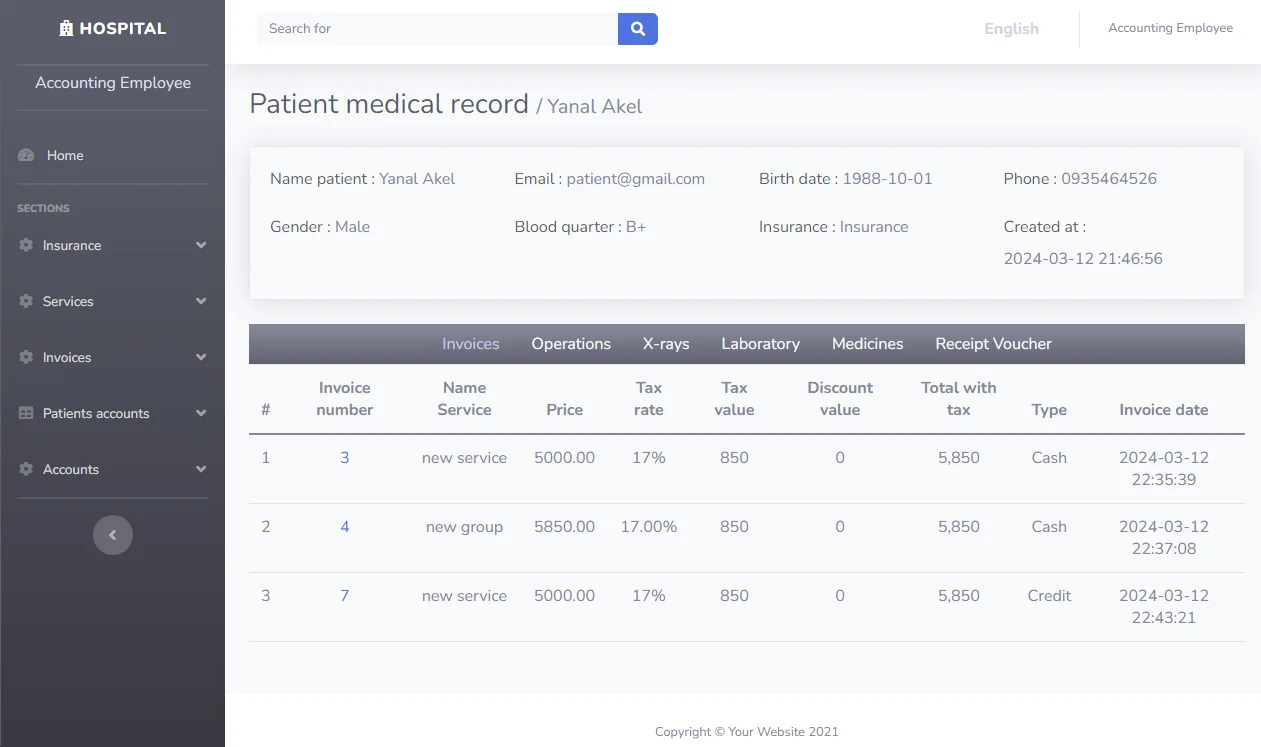 HOSPITAL
Search for
English
Accounting Employee
Accounting Employee
Home
SECTIONS
Insurance
Services
Invoices
Patients accounts
Accounts
Patient medical record / Yanal Akel
Name patient : Yanal Akel Email : patient@gmail.com Birth date : 1988-10-01 Phone : 0935464526
Gender : Male Blood quarter : B+ Insurance : Insurance Created at :
2024-03-12 21:46:56
Invoices Operations X-rays Laboratory Medicines Receipt Voucher
Invoice Name Tax Tax Discount Total with
# number Service Price rate value value tax Type Invoice date
1 3 new service 5000.00 17% 850 0 5,850 Cash 2024-03-12
22:35:39
2 4 new group 5850.00 17.00% 850 0 5,850 Cash 2024-03-12
22:37:08
3 7 new service 5000.00 17% 850 0 5,850 Credit 2024-03-12
22:43:21
Copyright © Your Website 2021